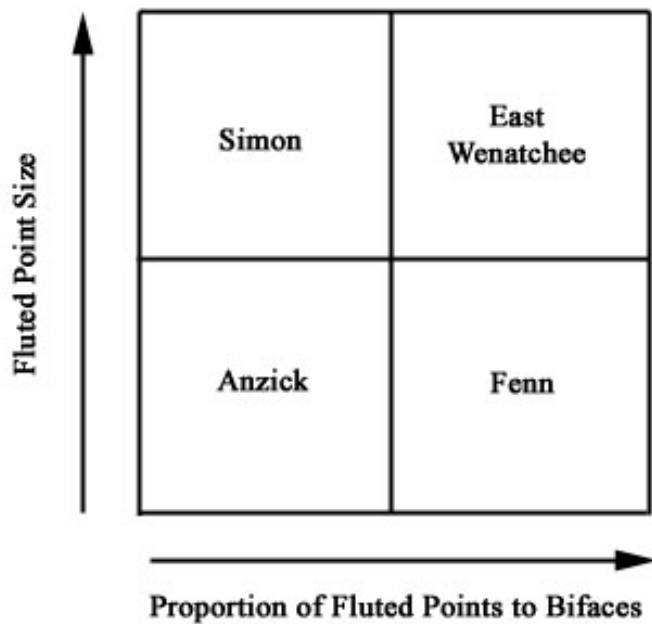 Fluted Point Size
Simon
East
Wenatchee
Anzick
Fenn
Proportion of Fluted Points to Bifaces